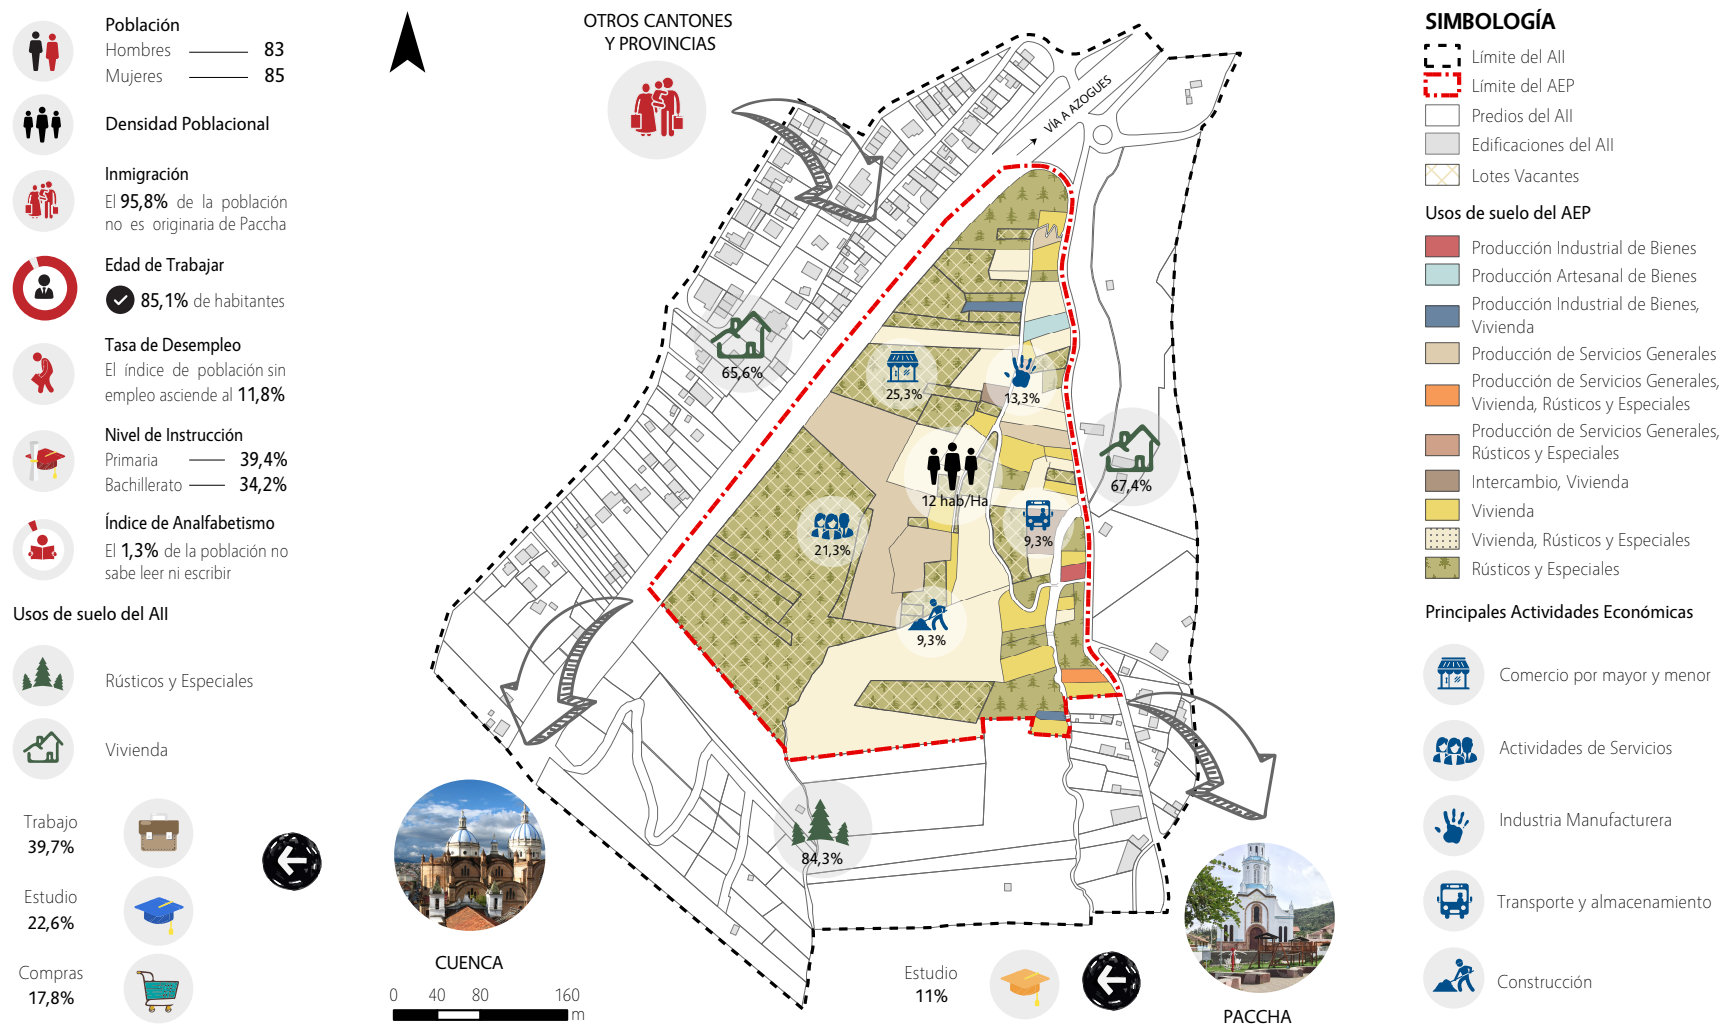 Población
Hombres 83
Mujeres 85
Densidad Poblacional
Inmigración
El 95,8% de la población
no es originaria de Paccha
Edad de Trabajar
85,1% de habitantes
Tasa de Desempleo
El índice de población sin
empleo asciende al 11,8%
Nivel de Instrucción
Primaria 39,4%
Bachillerato 34,2%
Índice de Analfabetismo
El 1,3% de la población no
sabe leer ni escribir
Usos de suelo del AII
Rústicos y Especiales
Vivienda
Trabajo
39,7%
Estudio
22,6%
Compras
17,8%
OTROS CANTONES
Y PROVINCIAS
VÍA A AZOGUES
65,6%
25,3%
13,3%
12 hab/Ha
67,4%
21,3%
9,3%
9,3%
84,3%
CUENCA
0 40 80 160
m
Estudio
11%
PACCHA
SIMBOLOGÍA
Límite del AII
Límite del AEP
Predios del AII
Edificaciones del AII
Lotes Vacantes
Usos de suelo del AEP
Producción Industrial de Bienes
Producción Artesanal de Bienes
Producción Industrial de Bienes,
Vivienda
Producción de Servicios Generales
Producción de Servicios Generales,
Vivienda, Rústicos y Especiales
Producción de Servicios Generales,
Rústicos y Especiales
Intercambio, Vivienda
Vivienda
Vivienda, Rústicos y Especiales
Rústicos y Especiales
Principales Actividades Económicas
Comercio por mayor y menor
Actividades de Servicios
Industria Manufacturera
Transporte y almacenamiento
Construcción